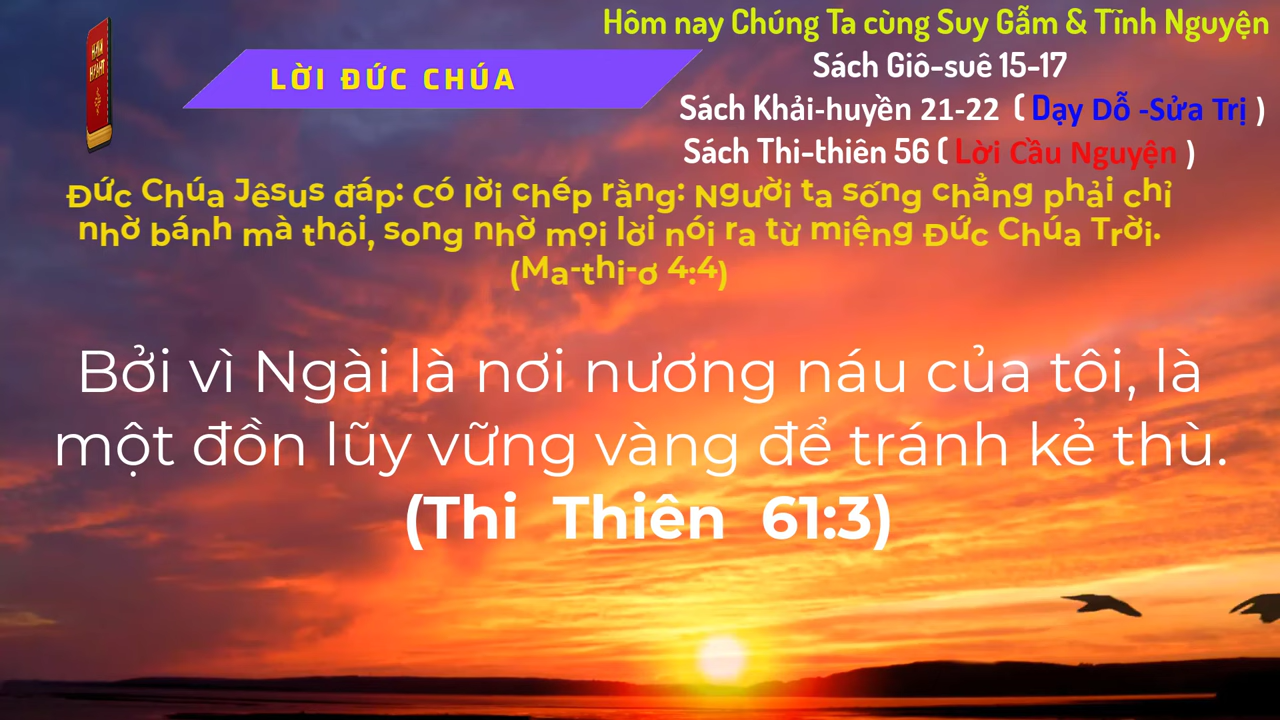 Hôm nay Chúng Ta cùng Suy Gẫm & Tĩnh Nguyện
Sách Giô-suê 15-17
Sách Khải-huyền 21-22 ( Dạy Dỗ -Sửa Trị )
Sách Thi-thiên 56 ( Lời Cầu Nguyện )
LỜI ĐỨC CHÚA
Đức Chúa Jêsus đáp: Có lời chép rằng: Người ta sống chẳng phải chỉ
nhờ bánh mà thôi, song nhờ mọi lời nói ra từ miệng Đức Chúa Trời.
(Ma-thi-ơ 4:4)
Bởi vì Ngài là nơi nương náu của tôi, là
một đồn lũy vững vàng để tránh kẻ thù.
(Thi Thiên 61:3)